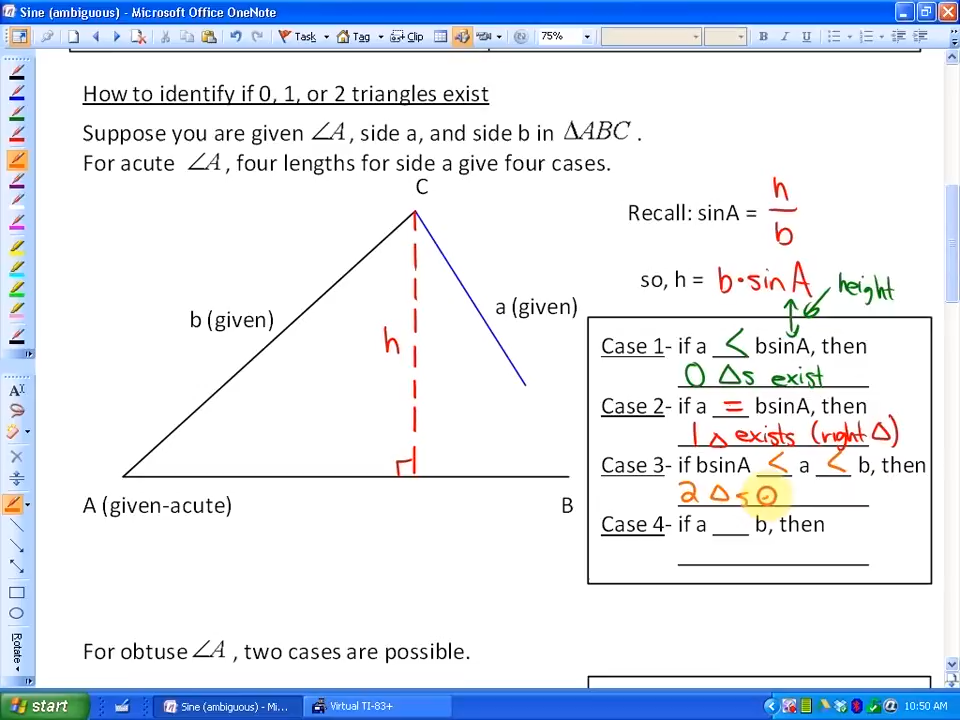 Sine (ambiguous) - Microsoft Office OneNote
Task Tag Clip 75% B I U
How to identify if 0, 1, or 2 triangles exist
Suppose you are given ∠A, side a, and side b in ΔABC.
For acute ∠A, four lengths for side a give four cases.
C
Recall: sinA = h/b
so, h = b·sinA
height
b (given)
a (given)
h
Case 1- if a < bsinA, then
0 Δs exist
Case 2- if a = bsinA, then
1 Δ exists (right Δ)
Case 3- if bsinA < a < b, then
2 Δs
A (given-acute)
B
Case 4- if a ___ b, then
For obtuse ∠A, two cases are possible.
Rotate
start
Sine (ambiguous) - Mi...
Virtual TI-83+
10:50 AM